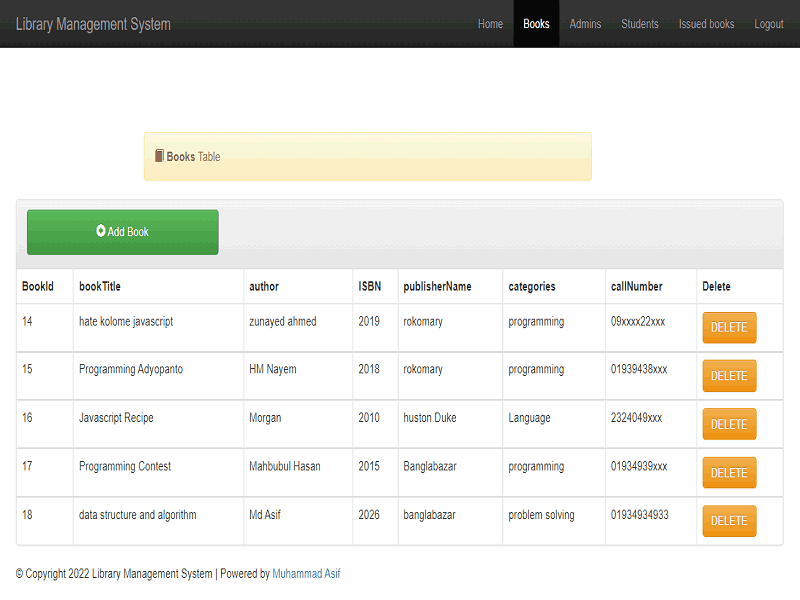 Library Management System Home Books Admins Students Issued books Logout
Books Table
Add Book
BookId bookTitle author ISBN publisherName categories callNumber Delete
14 hate kolome javascript zunayed ahmed 2019 rokomary programming 09xxxx22xxx DELETE
15 Programming Adyopanto HM Nayem 2018 rokomary programming 01939438xxx DELETE
16 Javascript Recipe Morgan 2010 huston Duke Language 2324049xxx DELETE
17 Programming Contest Mahbubul Hasan 2015 Banglabazar programming 01934939xxx DELETE
18 data structure and algorithm Md Asif 2026 banglabazar problem solving 01934934933 DELETE
© Copyright 2022 Library Management System | Powered by Muhammad Asif